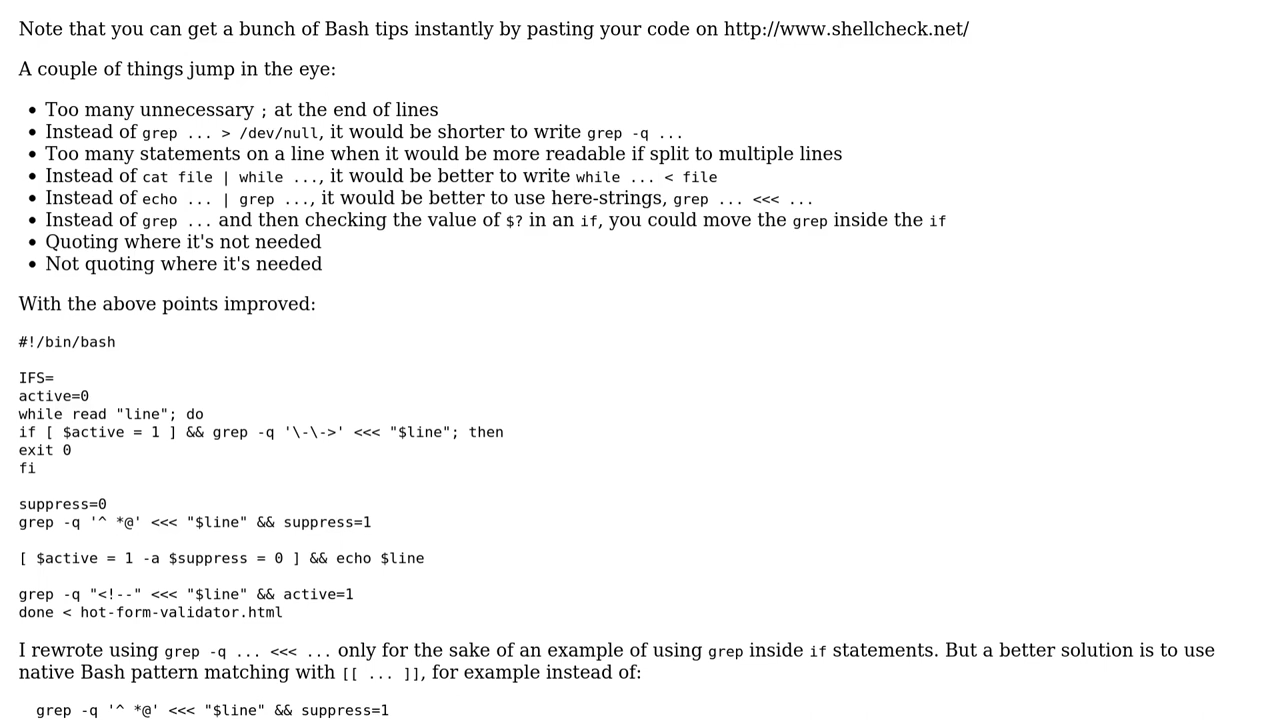 Note that you can get a bunch of Bash tips instantly by pasting your code on http://www.shellcheck.net/
A couple of things jump in the eye:
• Too many unnecessary ; at the end of lines
• Instead of grep ... > /dev/null, it would be shorter to write grep -q ...
• Too many statements on a line when it would be more readable if split to multiple lines
• Instead of cat file | while ..., it would be better to write while ... < file
• Instead of echo ... | grep ..., it would be better to use here-strings, grep ... <<< ...
• Instead of grep ... and then checking the value of $? in an if, you could move the grep inside the if
• Quoting where it's not needed
• Not quoting where it's needed
With the above points improved:
#!/bin/bash
IFS=
active=0
while read "line"; do
if [ $active = 1 ] && grep -q '\-\->' <<< "$line"; then
exit 0
fi
suppress=0
grep -q '^ *@' <<< "$line" && suppress=1
[ $active = 1 -a $suppress = 0 ] && echo $line
grep -q "<!--" <<< "$line" && active=1
done < hot-form-validator.html
I rewrote using grep -q ... <<< ... only for the sake of an example of using grep inside if statements. But a better solution is to use
native Bash pattern matching with [[ ... ]], for example instead of:
grep -q '^ *@' <<< "$line" && suppress=1